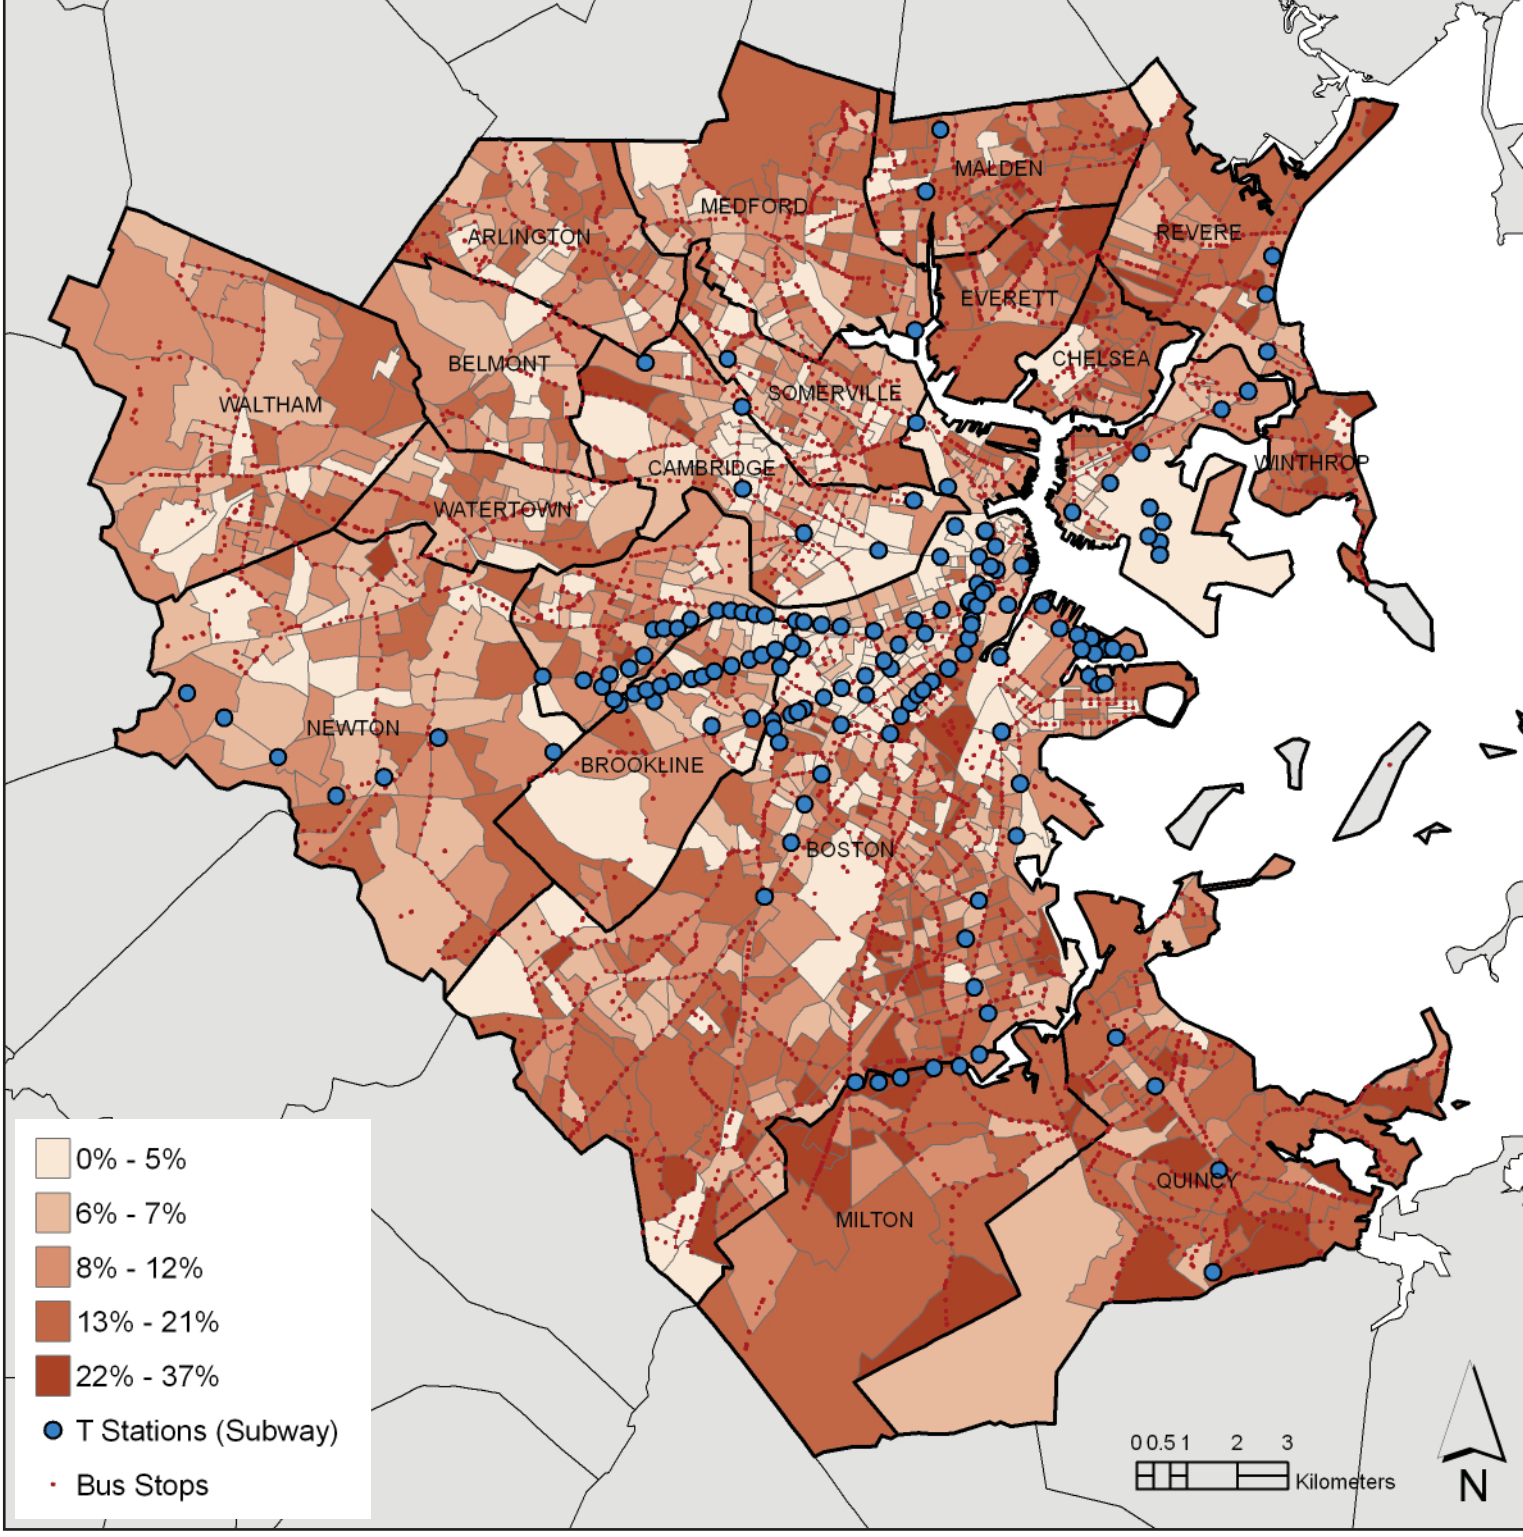 MALDEN
MEDFORD
REVERE
ARLINGTON
EVERETT
CHELSEA
BELMONT
SOMERVILLE
WALTHAM
WINTHROP
CAMBRIDGE
WATERTOWN
NEWTON
BROOKLINE
BOSTON
QUINCY
MILTON
0% - 5%
6% - 7%
8% - 12%
13% - 21%
22% - 37%
T Stations (Subway)
Bus Stops
0 0.5 1 2 3
Kilometers
N